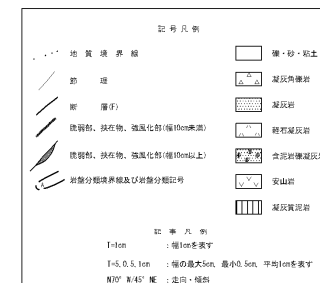 記号凡例
地質境界線
節理
断層(F)
脆弱部、挟在物、強風化部(幅10cm未満)
脆弱部、挟在物、強風化部(幅10cm以上)
岩盤分類境界線及び岩盤分類記号
礫・砂・粘土
凝灰角礫岩
凝灰岩
軽石凝灰岩
含泥岩礫凝灰岩
安山岩
凝灰質泥岩
記事凡例
T=1cm :幅1cmを表す
T=5.0.5.1cm :幅の最大5cm、最小0.5cm、平均1cmを表す
N70°W/45°NE :走向・傾斜